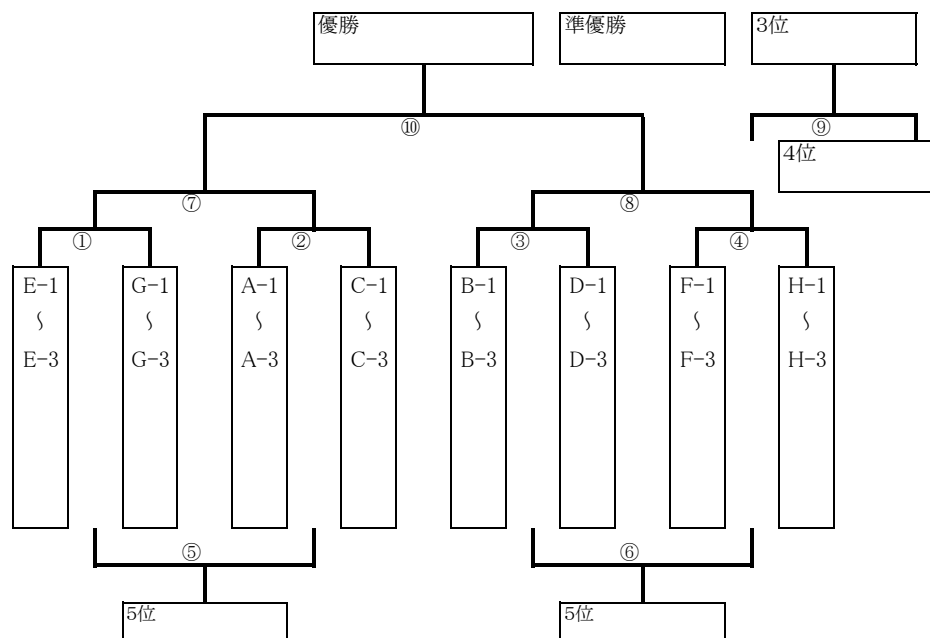 優勝
準優勝
3位
⑩
⑨
4位
⑦
⑧
①
②
③
④
E-1
〜
E-3
G-1
〜
G-3
A-1
〜
A-3
C-1
〜
C-3
B-1
〜
B-3
D-1
〜
D-3
F-1
〜
F-3
H-1
〜
H-3
⑤
⑥
5位
5位